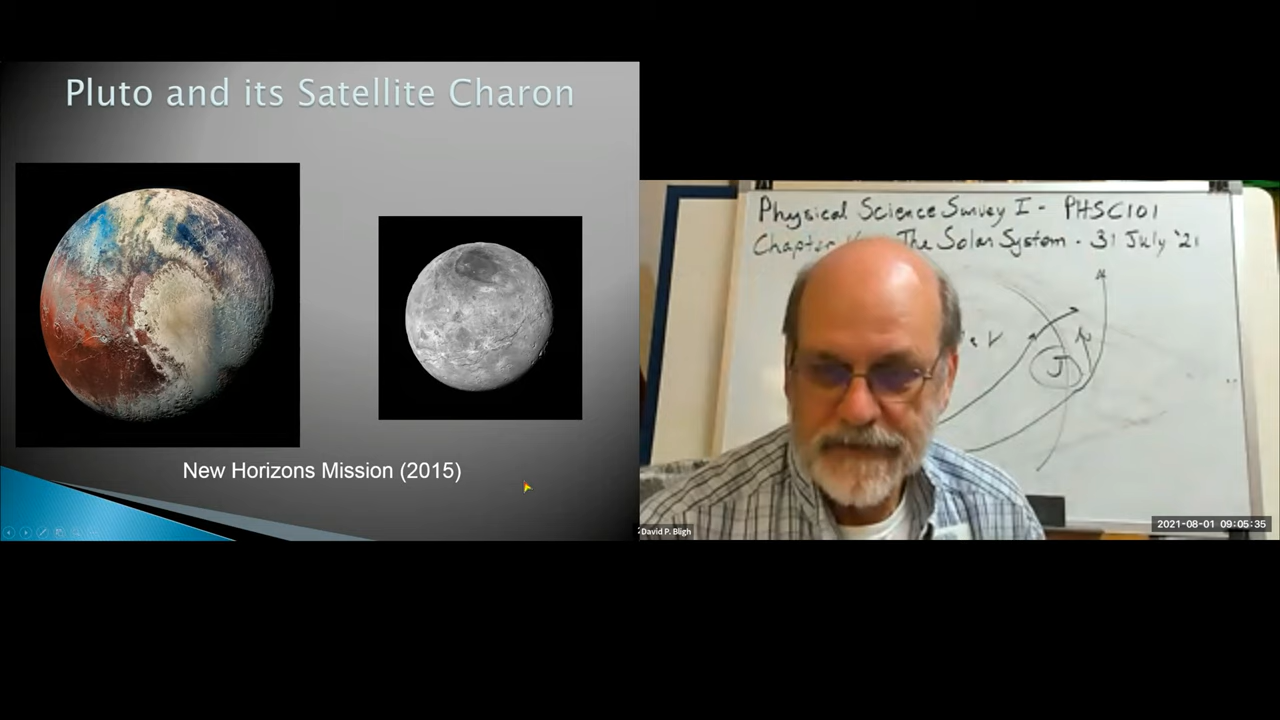 Pluto and its Satellite Charon
New Horizons Mission (2015)
Physical Science Survey I - PHSC101
Chapter The Solar System - 31 July '21
J
David P. Bligh
2021-08-01 09:05:35